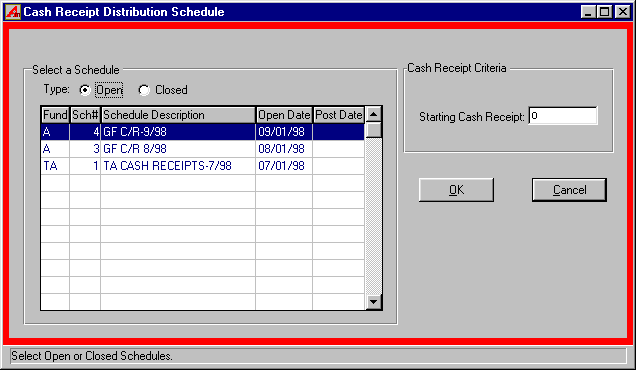 Cash Receipt Distribution Schedule
Select a Schedule
Type: Open Closed
Fund Sch# Schedule Description Open Date Post Date
A 4 GF C/R-9/98 09/01/98
A 3 GF C/R 8/98 08/01/98
TA 1 TA CASH RECEIPTS-7/98 07/01/98
Cash Receipt Criteria
Starting Cash Receipt: 0
OK Cancel
Select Open or Closed Schedules.